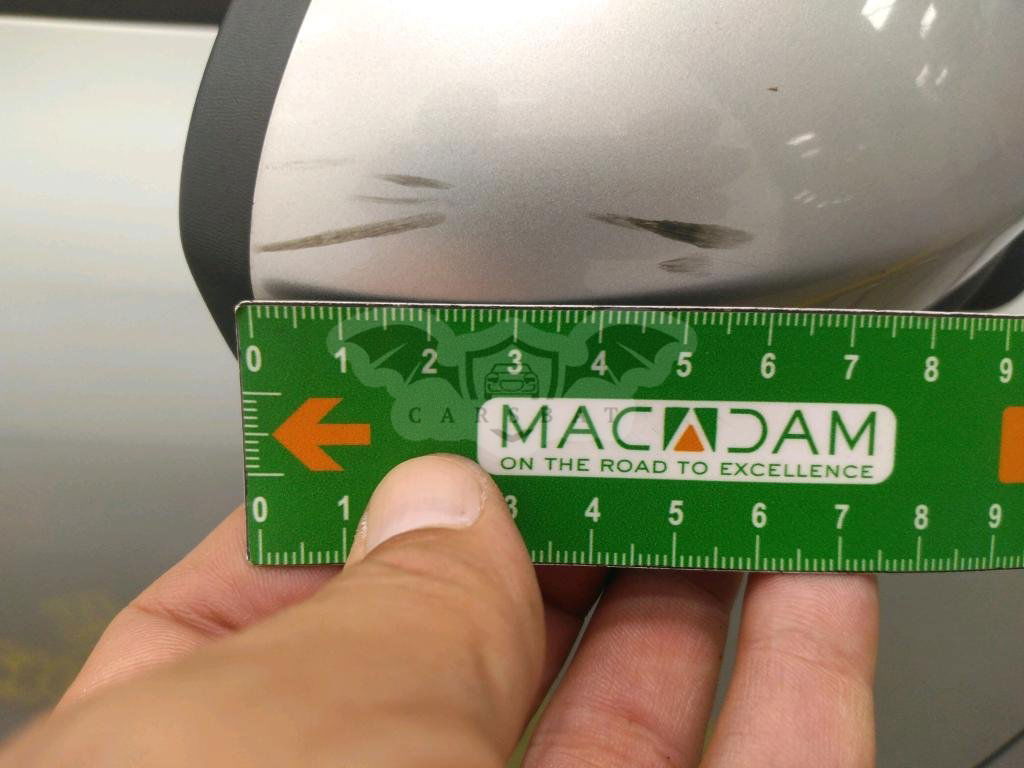 0 1 2 3 4 5 6 7 8 9
CARSBAT
MACADAM
ON THE ROAD TO EXCELLENCE
0 1 3 4 5 6 7 8 9